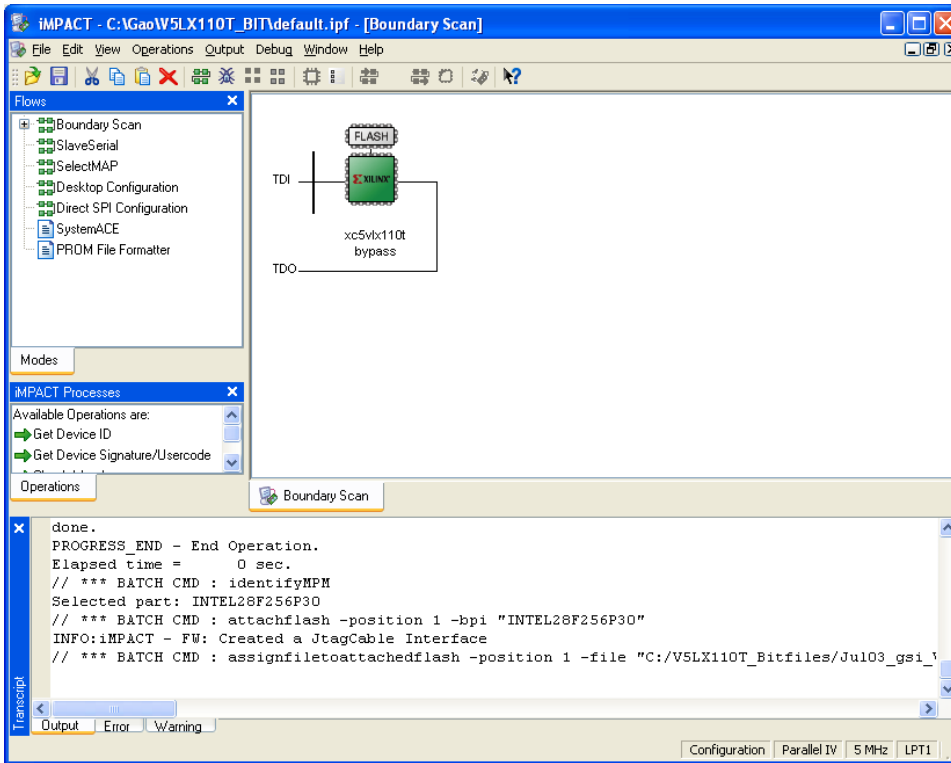 iMPACT - C:\Gao\V5LX110T_BIT\default.ipf - [Boundary Scan]
File Edit View Operations Output Debug Window Help
Flows
Boundary Scan
SlaveSerial
SelectMAP
Desktop Configuration
Direct SPI Configuration
SystemACE
PROM File Formatter
Modes
iMPACT Processes
Available Operations are:
Get Device ID
Get Device Signature/Usercode
Operations
FLASH
TDI
XILINX
xc5vlx110t
bypass
TDO
Boundary Scan
done.
PROGRESS_END - End Operation.
Elapsed time = 0 sec.
// *** BATCH CMD : identifyMPM
Selected part: INTEL28F256P30
// *** BATCH CMD : attachflash -position 1 -bpi "INTEL28F256P30"
INFO:iMPACT - FW: Created a JtagCable Interface
// *** BATCH CMD : assignfiletoattachedflash -position 1 -file "C:/V5LX110T_Bitfiles/Jul03_gsi_
Transcript
Output Error Warning
Configuration Parallel IV 5 MHz LPT1